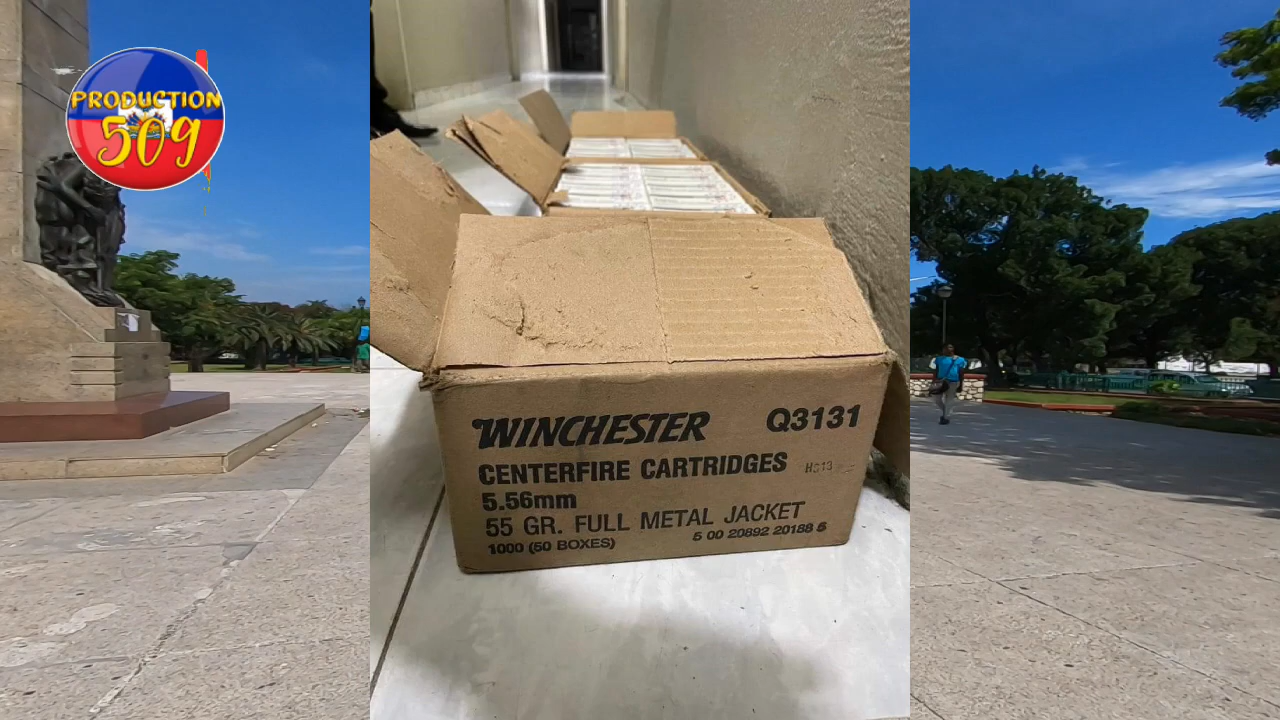 PRODUCTION
509
WINCHESTER Q3131
CENTERFIRE CARTRIDGES
5.56mm
55 GR. FULL METAL JACKET
1000 (50 BOXES) 5 00 20892 20188 5